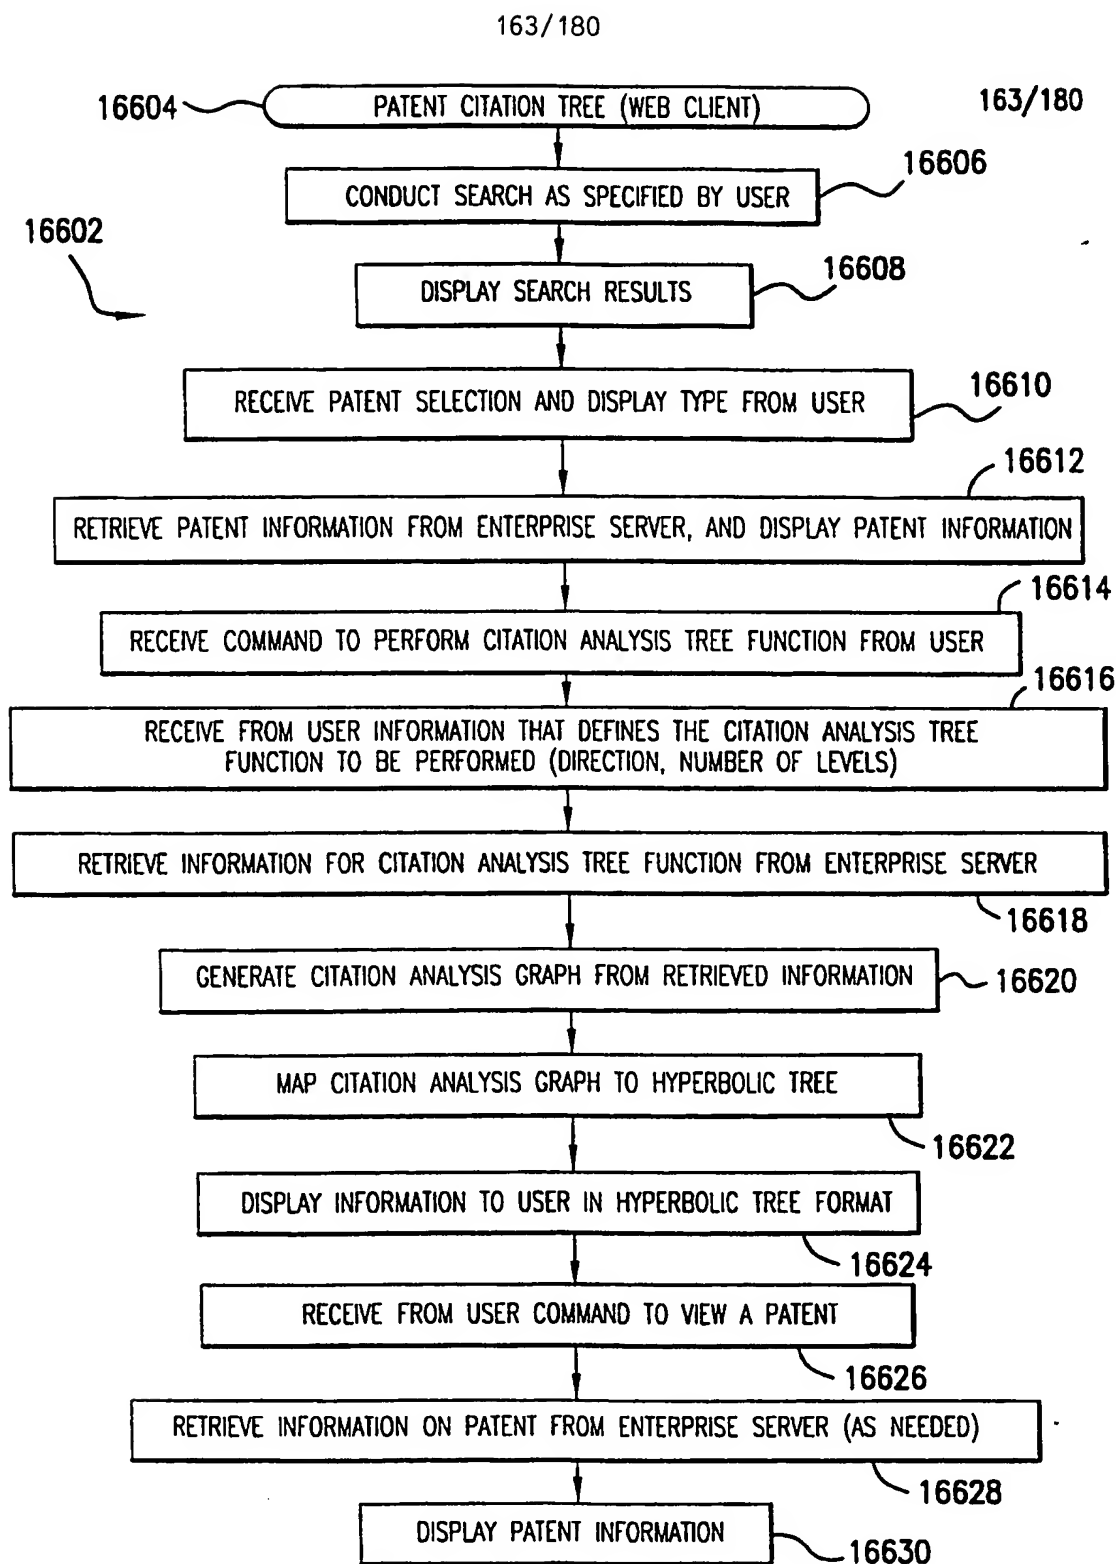 163/180
16604
PATENT CITATION TREE (WEB CLIENT)
163/180
16606
CONDUCT SEARCH AS SPECIFIED BY USER
16602
16608
DISPLAY SEARCH RESULTS
16610
RECEIVE PATENT SELECTION AND DISPLAY TYPE FROM USER
16612
RETRIEVE PATENT INFORMATION FROM ENTERPRISE SERVER, AND DISPLAY PATENT INFORMATION
16614
RECEIVE COMMAND TO PERFORM CITATION ANALYSIS TREE FUNCTION FROM USER
16616
RECEIVE FROM USER INFORMATION THAT DEFINES THE CITATION ANALYSIS TREE
FUNCTION TO BE PERFORMED (DIRECTION, NUMBER OF LEVELS)
RETRIEVE INFORMATION FOR CITATION ANALYSIS TREE FUNCTION FROM ENTERPRISE SERVER
16618
GENERATE CITATION ANALYSIS GRAPH FROM RETRIEVED INFORMATION
16620
MAP CITATION ANALYSIS GRAPH TO HYPERBOLIC TREE
16622
DISPLAY INFORMATION TO USER IN HYPERBOLIC TREE FORMAT
16624
RECEIVE FROM USER COMMAND TO VIEW A PATENT
16626
RETRIEVE INFORMATION ON PATENT FROM ENTERPRISE SERVER (AS NEEDED)
16628
DISPLAY PATENT INFORMATION
16630